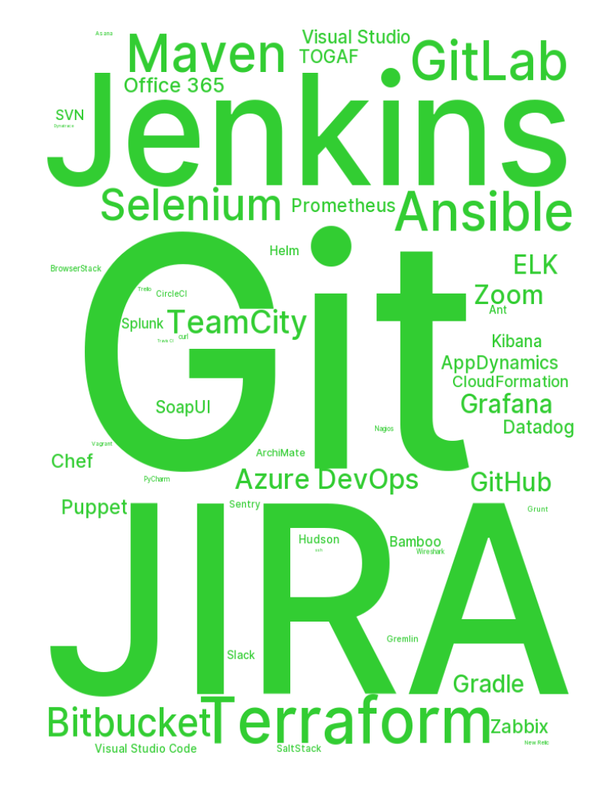 Asana
Visual Studio
Maven
TOGAF
GitLab
Office 365
Jenkins
SVN
Selenium
Prometheus
Ansible
Helm
Git
BrowserStack
ELK
Trello
CircleCI
Zoom
Ant
Splunk
TeamCity
Travis CI
curl
Kibana
AppDynamics
CloudFormation
SoapUI
Grafana
Datadog
Nagios
Vagrant
ArchiMate
Chef
PyCharm
Azure DevOps
GitHub
Puppet
Sentry
Grunt
JIRA
Hudson
Bamboo
Wireshark
Gremlin
Slack
Gradle
Bitbucket
Terraform
Zabbix
Visual Studio Code
SaltStack
New Relic